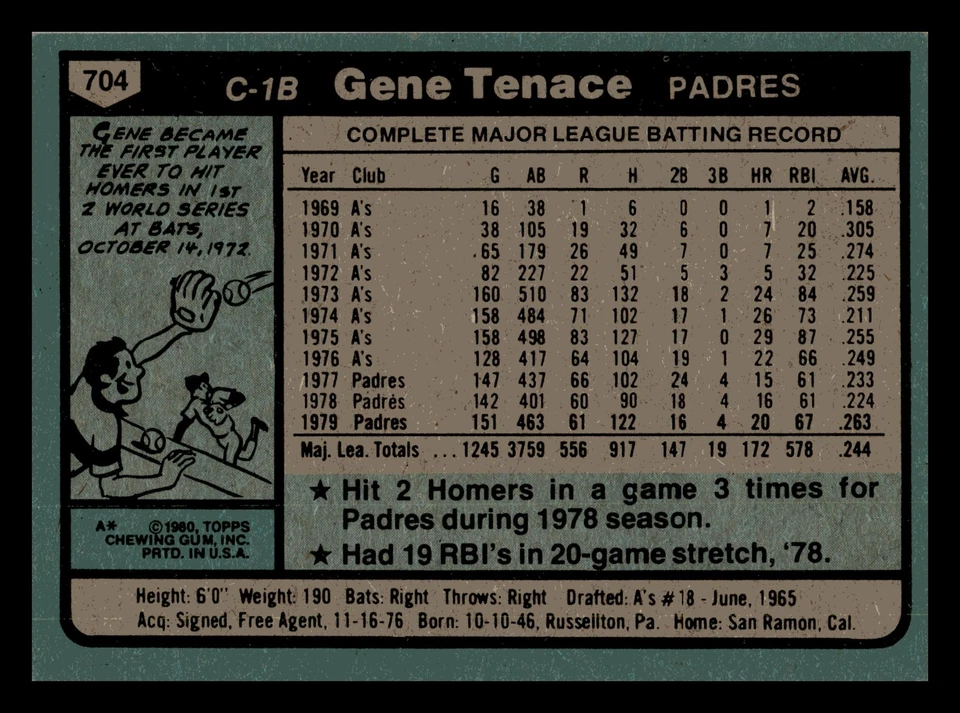 704 C-1B Gene Tenace PADRES
GENE BECAME
THE FIRST PLAYER
EVER TO HIT
HOMERS IN 1ST
2 WORLD SERIES
AT BATS,
OCTOBER 14, 1972.
COMPLETE MAJOR LEAGUE BATTING RECORD
Year Club G AB R H 2B 3B HR RBI AVG.
1969 A's 16 38 1 6 0 0 1 2 .158
1970 A's 38 105 19 32 6 0 7 20 .305
1971 A's 65 179 26 49 7 0 7 25 .274
1972 A's 82 227 22 51 5 3 5 32 .225
1973 A's 160 510 83 132 18 2 24 84 .259
1974 A's 158 484 71 102 17 1 26 73 .211
1975 A's 158 498 83 127 17 0 29 87 .255
1976 A's 128 417 64 104 19 1 22 66 .249
1977 Padres 147 437 66 102 24 4 15 61 .233
1978 Padres 142 401 60 90 18 4 16 61 .224
1979 Padres 151 463 61 122 16 4 20 67 .263
Maj. Lea. Totals ... 1245 3759 556 917 147 19 172 578 .244
★ Hit 2 Homers in a game 3 times for
Padres during 1978 season.
★ Had 19 RBI's in 20-game stretch, '78.
A* ©1980, TOPPS
CHEWING GUM, INC.
PRTD. IN U.S.A.
Height: 6'0" Weight: 190 Bats: Right Throws: Right Drafted: A's #18 - June, 1965
Acq: Signed, Free Agent, 11-16-76 Born: 10-10-46, Russellton, Pa. Home: San Ramon, Cal.